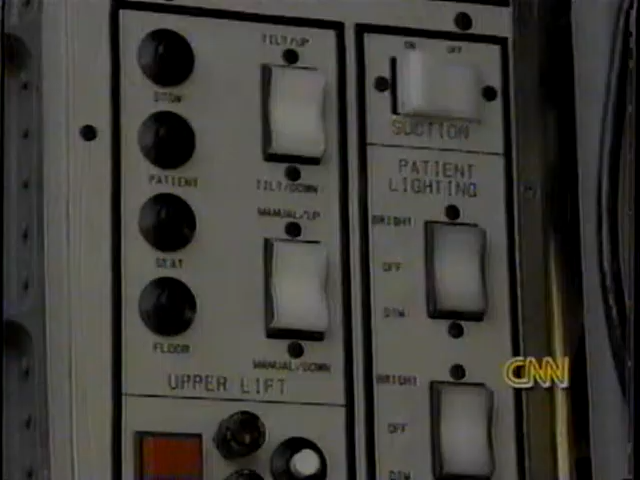 TILT/UP
STOW
PATIENT
TILT/DOWN
MANUAL/UP
SEAT
FLOOR
MANUAL/DOWN
UPPER LIFT
ON OFF
SUCTION
PATIENT
LIGHTING
BRIGHT
OFF
DIM
BRIGHT
OFF
DIM
CNN